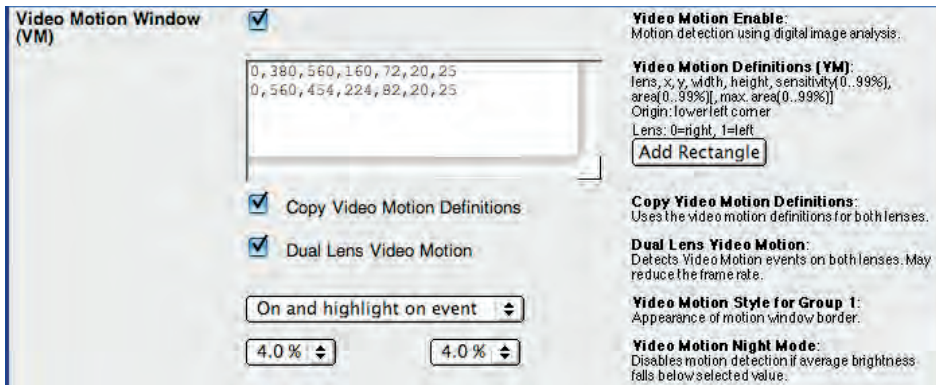 Video Motion Window
(VM)
Video Motion Enable:
Motion detection using digital image analysis.
0,380,560,160,72,20,25
0,560,454,224,82,20,25
Video Motion Definitions (VM):
lens, x, y, width, height, sensitivity(0..99%),
area(0..99%)[, max. area(0..99%)]
Origin: lower left corner
Lens: 0=right, 1=left
Add Rectangle
Copy Video Motion Definitions
Copy Video Motion Definitions:
Uses the video motion definitions for both lenses.
Dual Lens Video Motion
Dual Lens Video Motion:
Detects Video Motion events on both lenses. May
reduce the frame rate.
On and highlight on event
Video Motion Style for Group 1:
Appearance of motion window border.
4.0 % 4.0 %
Video Motion Night Mode:
Disables motion detection if average brightness
falls below selected value.